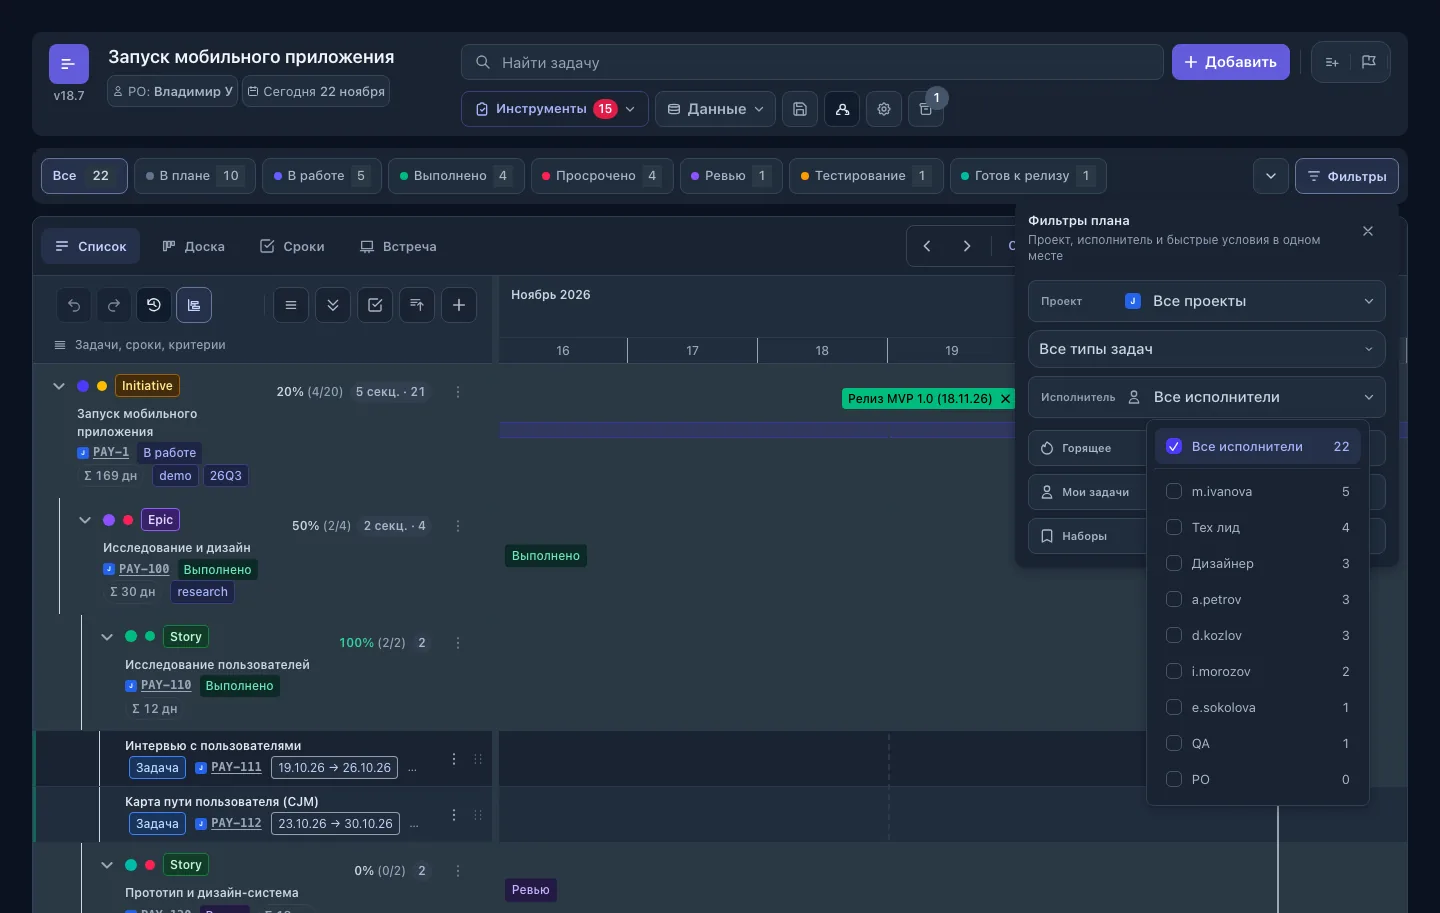 Запуск мобильного приложения
v18.7
PO: Владимир У
Сегодня 22 ноября
Найти задачу
Добавить
Инструменты 15
Данные
1
Все 22
В плане 10
В работе 5
Выполнено 4
Просрочено 4
Ревью 1
Тестирование 1
Готов к релизу 1
Фильтры
Список
Доска
Сроки
Встреча
Задачи, сроки, критерии
Ноябрь 2026
16 17 18 19
Initiative
20% (4/20) 5 секц. · 21
Запуск мобильного
приложения
PAY-1 В работе
Σ 169 дн demo 26Q3
Релиз MVP 1.0 (18.11.26) ×
Epic
50% (2/4) 2 секц. · 4
Исследование и дизайн
PAY-100 Выполнено
Σ 30 дн research
Выполнено
Story
100% (2/2) 2
Исследование пользователей
PAY-110 Выполнено
Σ 12 дн
Интервью с пользователями
Задача PAY-111 19.10.26 → 26.10.26 ...
Карта пути пользователя (CJM)
Задача PAY-112 23.10.26 → 30.10.26 ...
Story
0% (0/2) 2
Прототип и дизайн-система
Ревью
Фильтры плана
Проект, исполнитель и быстрые условия в одном
месте
Проект J Все проекты
Все типы задач
Исполнитель Все исполнители
Горящее
Мои задачи
Наборы
Все исполнители 22
m.ivanova 5
Тех лид 4
Дизайнер 3
a.petrov 3
d.kozlov 3
i.morozov 2
e.sokolova 1
QA 1
PO 0